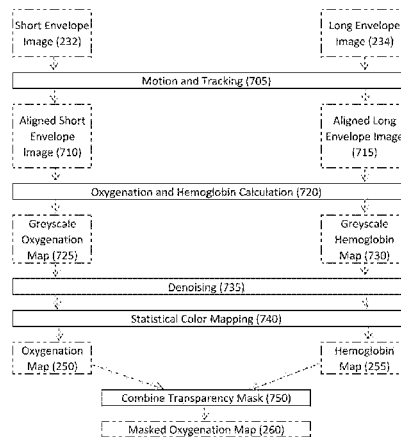 Short Envelope
Image (232)
Long Envelope
Image (234)
Motion and Tracking (705)
Aligned Short
Envelope
Image (710)
Aligned Long
Envelope Image
(715)
Oxygenation and Hemoglobin Calculation (720)
Greyscale
Oxygenation
Map (725)
Greyscale
Hemoglobin
Map (730)
Denoising (735)
Statistical Color Mapping (740)
Oxygenation
Map (250)
Hemoglobin
Map (255)
Combine Transparency Mask (750)
Masked Oxygenation Map (260)